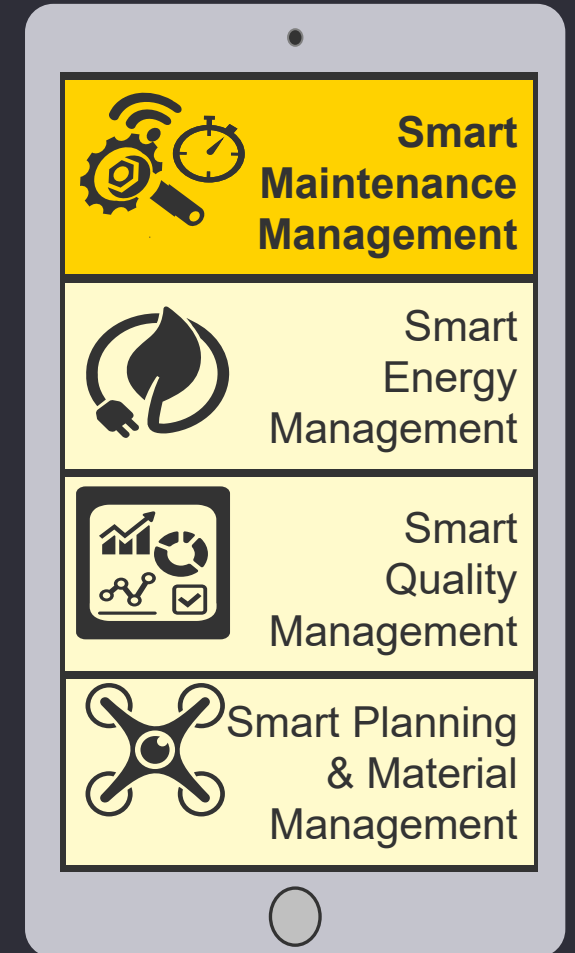 Smart
Maintenance
Management
Smart
Energy
Management
Smart
Quality
Management
Smart Planning
& Material
Management